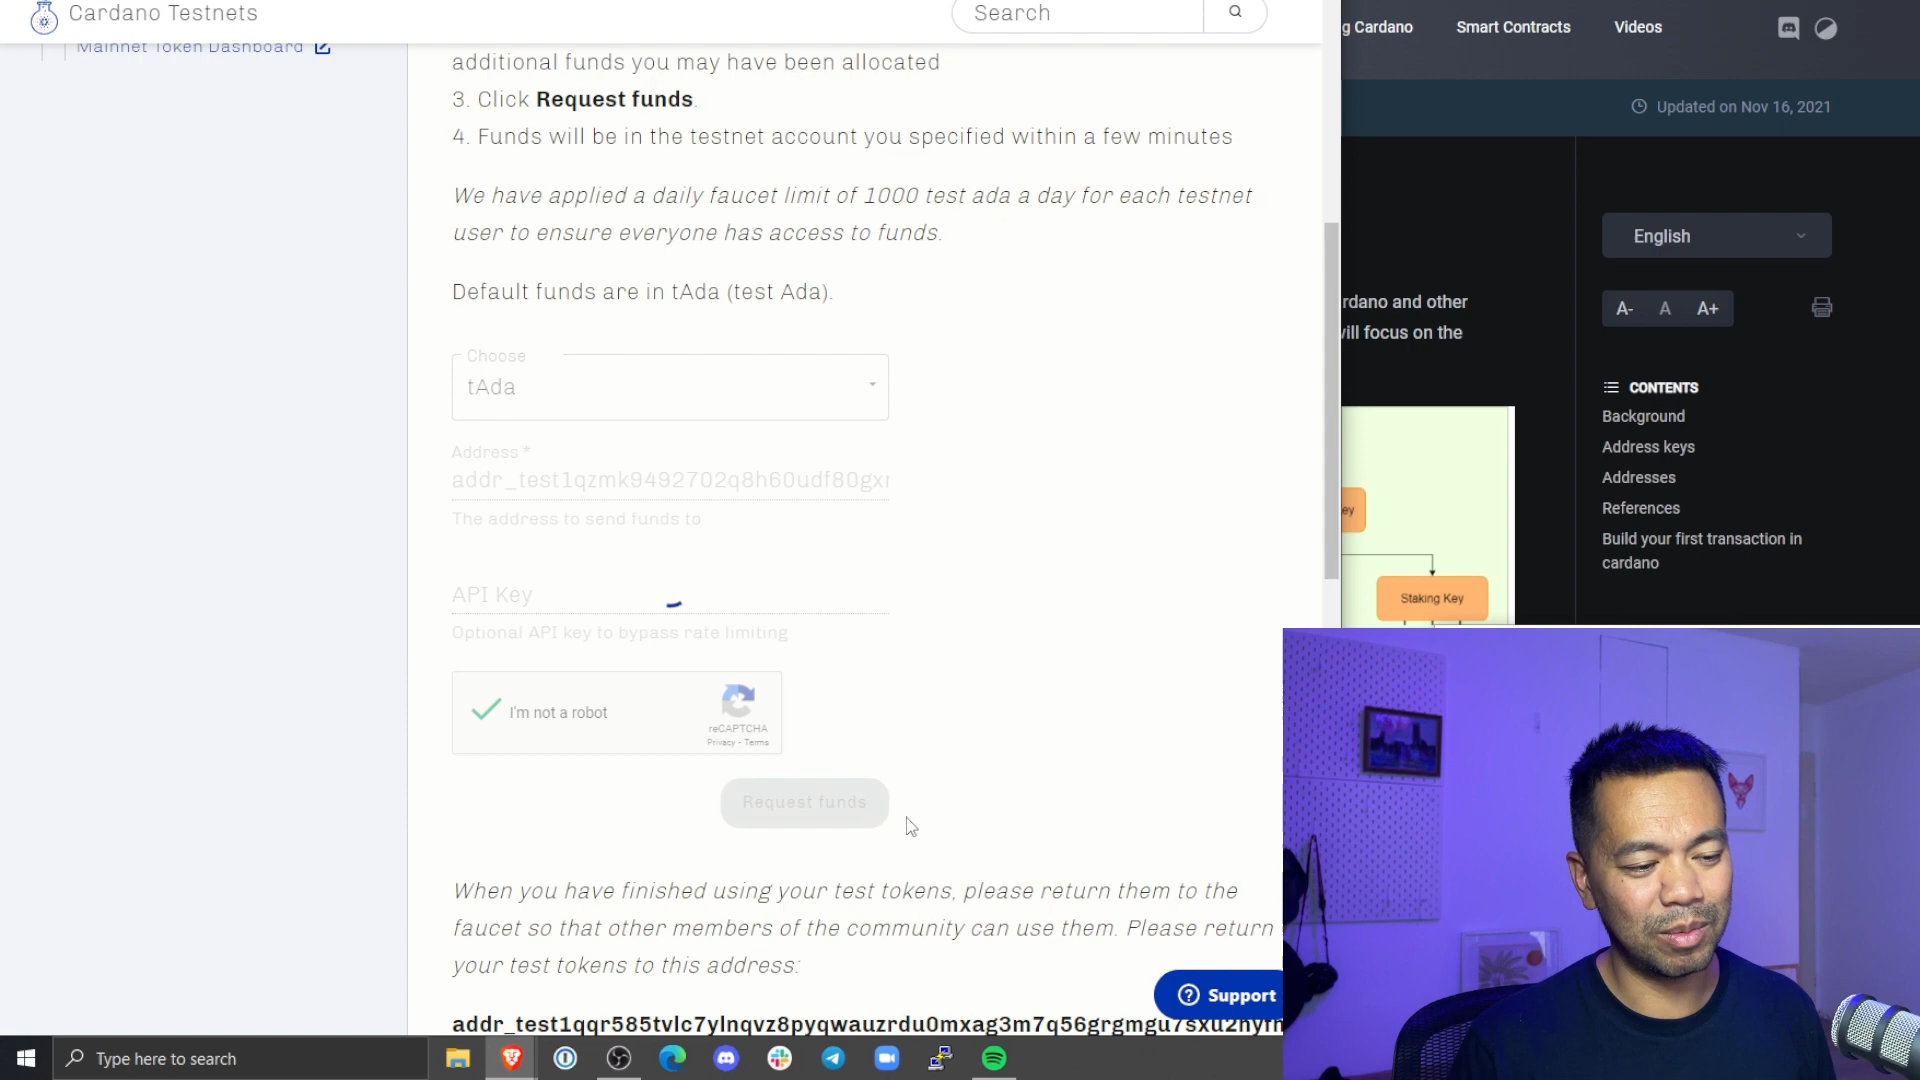 Cardano Testnets
Search
Mainnet Token Dashboard
additional funds you may have been allocated
3. Click Request funds.
4. Funds will be in the testnet account you specified within a few minutes
We have applied a daily faucet limit of 1000 test ada a day for each testnet
user to ensure everyone has access to funds.
Default funds are in tAda (test Ada).
Choose
tAda
Address *
addr_test1qzmk9492702q8h60udf80gxr
The address to send funds to
API Key
Optional API key to bypass rate limiting
I'm not a robot
reCAPTCHA
Privacy - Terms
Request funds
When you have finished using your test tokens, please return them to the
faucet so that other members of the community can use them. Please return
your test tokens to this address:
Support
addr_test1qqr585tvlc7ylnqvz8pyqwauzrdu0mxag3m7q56grgmgu7sxu2hyfn
g Cardano
Smart Contracts
Videos
Updated on Nov 16, 2021
English
A- A A+
rdano and other
will focus on the
CONTENTS
Background
Address keys
Addresses
References
Build your first transaction in
cardano
ey
Staking Key
Type here to search